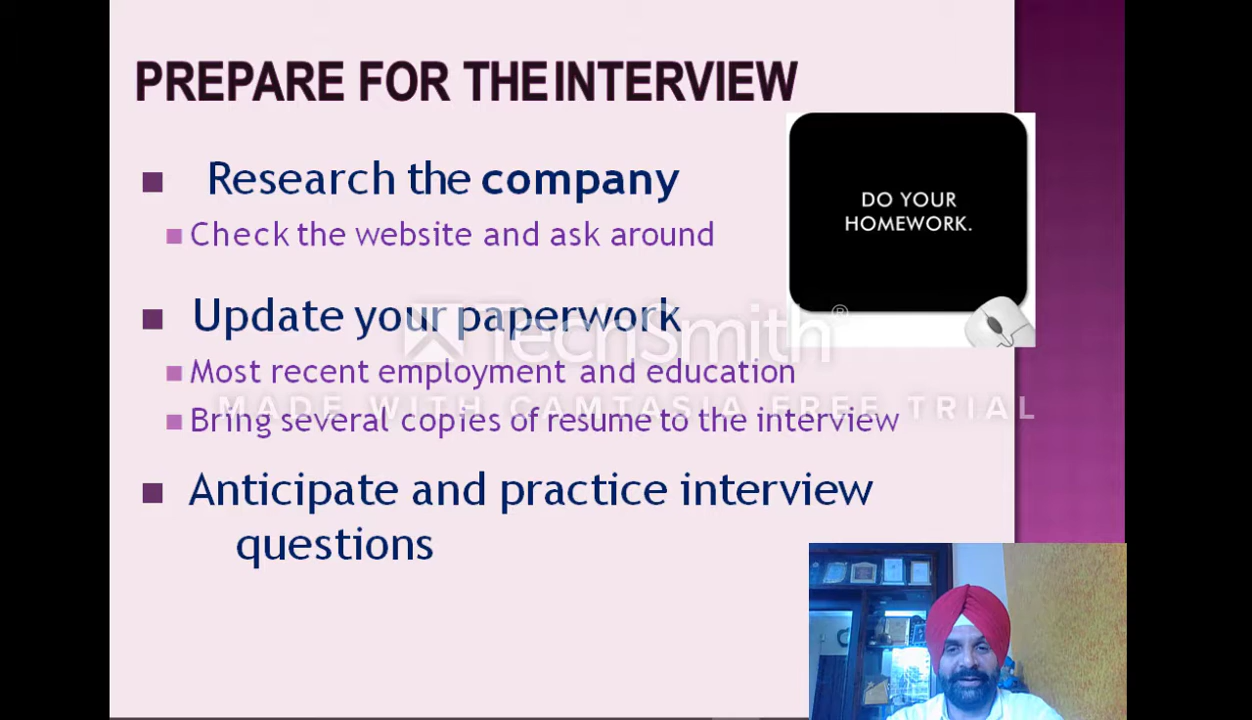 PREPARE FOR THE INTERVIEW
Research the company
Check the website and ask around
DO YOUR
HOMEWORK.
Update your paperwork
TechSmith®
Most recent employment and education
MADE WITH CAMTASIA FREE TRIAL
Bring several copies of resume to the interview
Anticipate and practice interview
questions